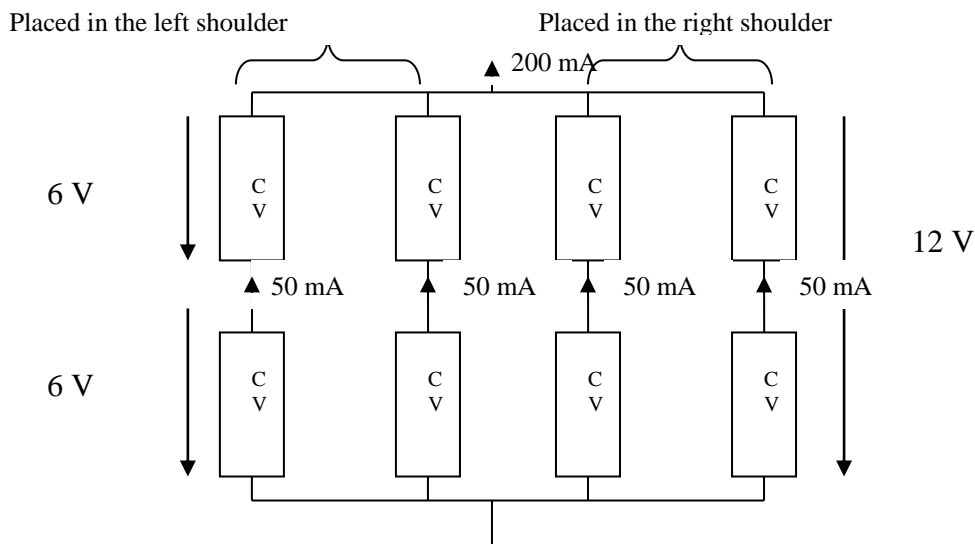 Placed in the left shoulder
Placed in the right shoulder
200 mA
C
V
C
V
C
V
C
V
6 V
12 V
50 mA
50 mA
50 mA
50 mA
6 V
C
V
C
V
C
V
C
V